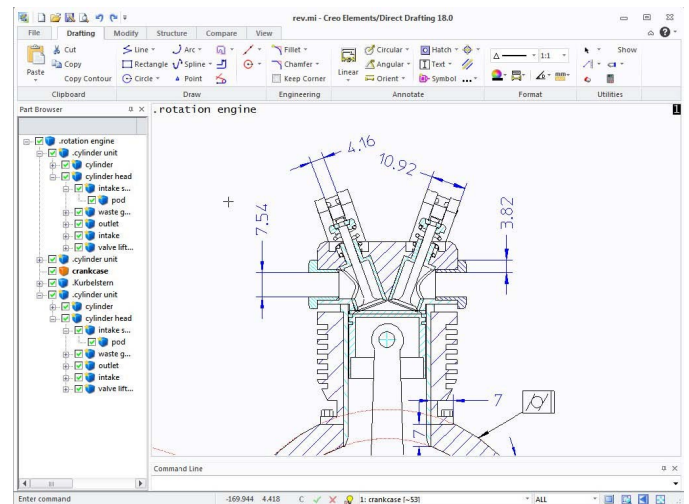 rev.mi - Creo Elements/Direct Drafting 18.0
File Drafting Modify Structure Compare View
Paste
Cut
Copy
Copy Contour
Clipboard
Line Arc
Rectangle Spline
Circle Point
Draw
Fillet
Chamfer
Keep Corner
Engineering
Linear
Circular Hatch
Angular Text
Orient Symbol ...
Annotate
1:1
Format
Show
Utilities
Part Browser
.rotation engine
.cylinder unit
cylinder
cylinder head
intake s...
pod
waste g...
outlet
intake
valve lift...
.cylinder unit
crankcase
.Kurbelstern
.cylinder unit
cylinder
cylinder head
intake s...
pod
waste g...
outlet
intake
valve lift...
.rotation engine
1
4.16
10.92
7.54
3.82
7
7
Command Line
Enter command
-169.944 4.418 C 1: crankcase [~53] ALL